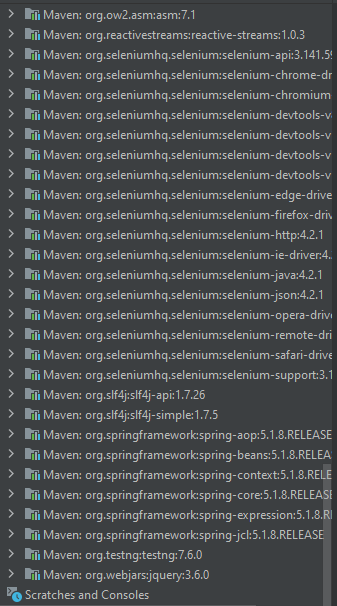 Maven: org.ow2.asm:asm:7.1
Maven: org.reactivestreams:reactive-streams:1.0.3
Maven: org.seleniumhq.selenium:selenium-api:3.141.59
Maven: org.seleniumhq.selenium:selenium-chrome-dr
Maven: org.seleniumhq.selenium:selenium-chromium
Maven: org.seleniumhq.selenium:selenium-devtools-v
Maven: org.seleniumhq.selenium:selenium-devtools-v
Maven: org.seleniumhq.selenium:selenium-devtools-v
Maven: org.seleniumhq.selenium:selenium-devtools-v
Maven: org.seleniumhq.selenium:selenium-edge-drive
Maven: org.seleniumhq.selenium:selenium-firefox-driv
Maven: org.seleniumhq.selenium:selenium-http:4.2.1
Maven: org.seleniumhq.selenium:selenium-ie-driver:4.
Maven: org.seleniumhq.selenium:selenium-java:4.2.1
Maven: org.seleniumhq.selenium:selenium-json:4.2.1
Maven: org.seleniumhq.selenium:selenium-opera-drive
Maven: org.seleniumhq.selenium:selenium-remote-dri
Maven: org.seleniumhq.selenium:selenium-safari-drive
Maven: org.seleniumhq.selenium:selenium-support:3.1
Maven: org.slf4j:slf4j-api:1.7.26
Maven: org.slf4j:slf4j-simple:1.7.5
Maven: org.springframework:spring-aop:5.1.8.RELEASE
Maven: org.springframework:spring-beans:5.1.8.RELEAS
Maven: org.springframework:spring-context:5.1.8.RELE
Maven: org.springframework:spring-core:5.1.8.RELEASE
Maven: org.springframework:spring-expression:5.1.8.RE
Maven: org.springframework:spring-jcl:5.1.8.RELEASE
Maven: org.testng:testng:7.6.0
Maven: org.webjars:jquery:3.6.0
Scratches and Consoles